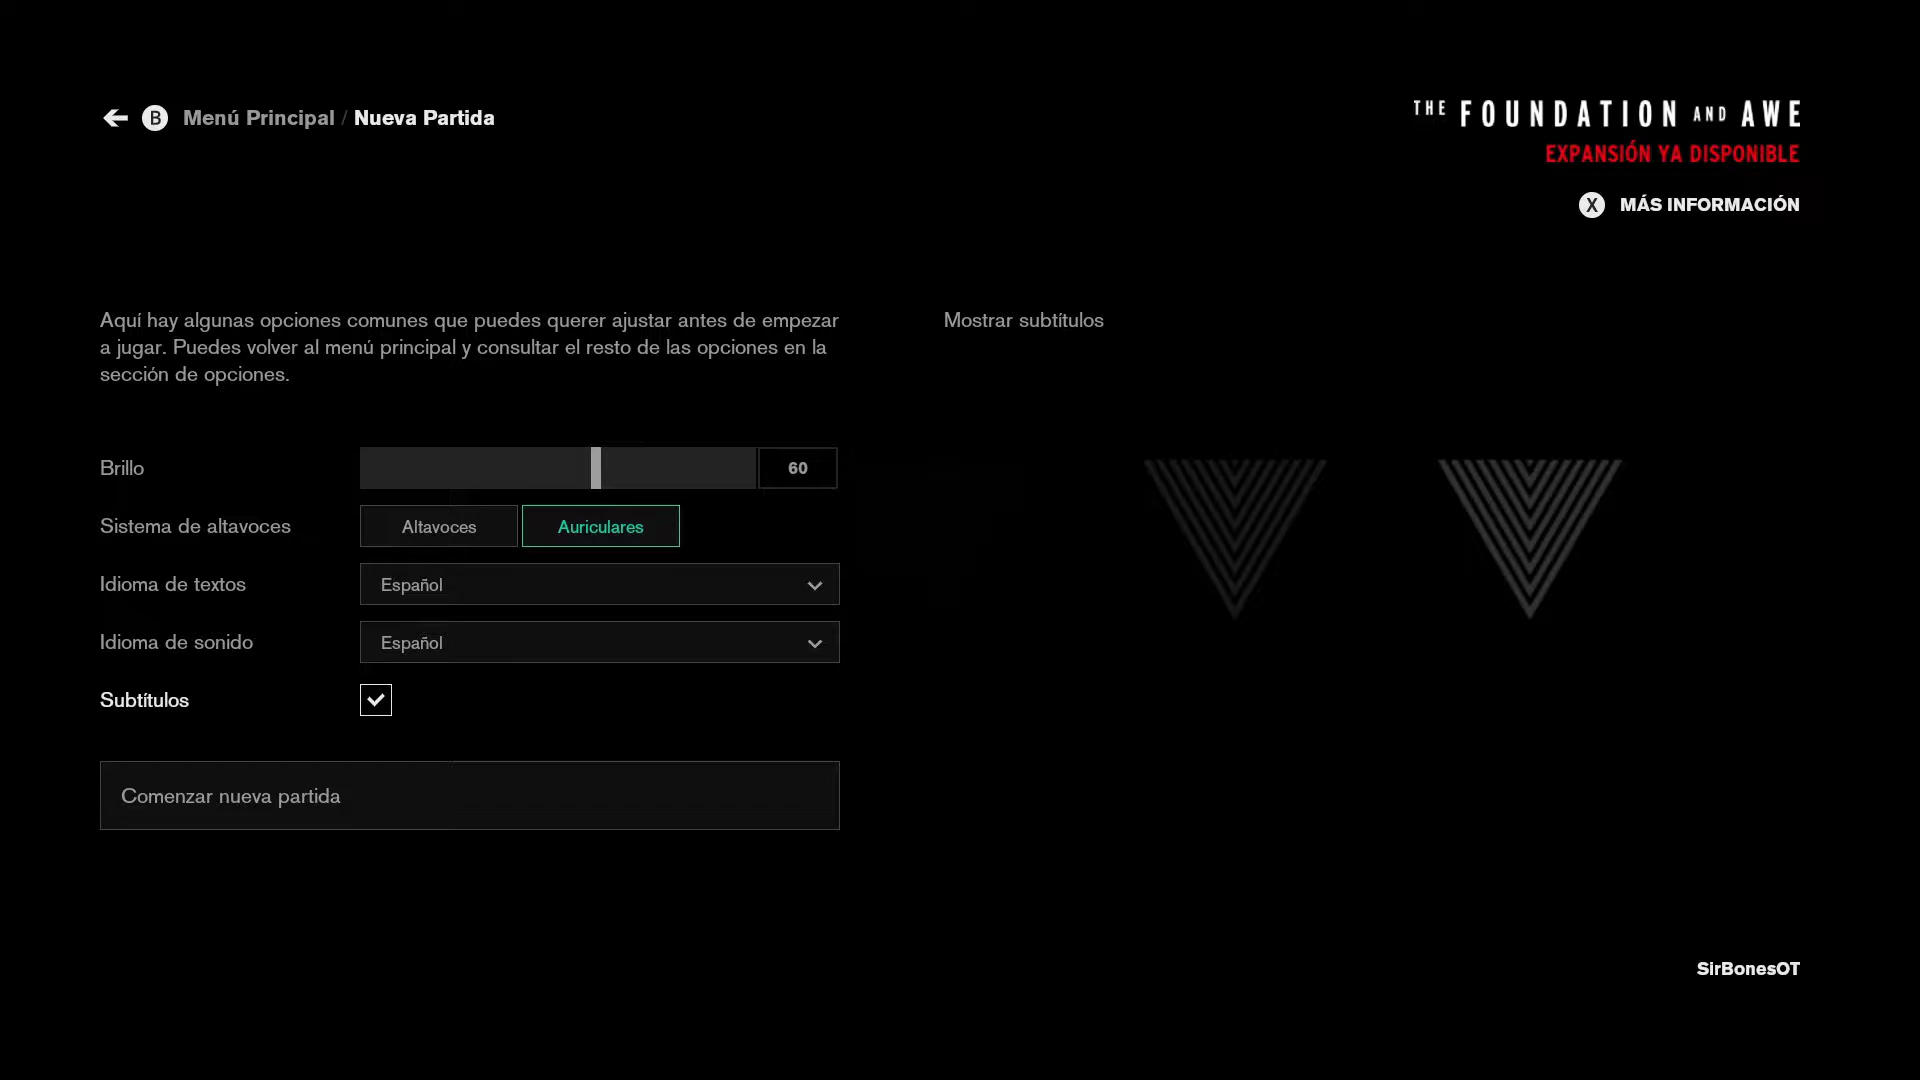 B Menú Principal / Nueva Partida
THE FOUNDATION AND AWE
EXPANSIÓN YA DISPONIBLE
X MÁS INFORMACIÓN
Aquí hay algunas opciones comunes que puedes querer ajustar antes de empezar
a jugar. Puedes volver al menú principal y consultar el resto de las opciones en la
sección de opciones.
Mostrar subtítulos
Brillo 60
Sistema de altavoces Altavoces Auriculares
Idioma de textos Español
Idioma de sonido Español
Subtítulos
Comenzar nueva partida
SirBonesOT